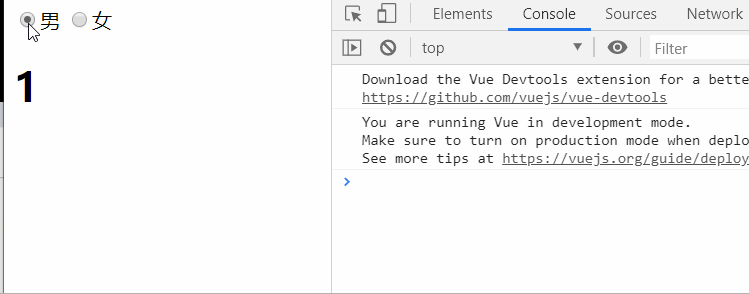 男 女
1
Elements Console Sources Network
top Filter
Download the Vue Devtools extension for a bette
https://github.com/vuejs/vue-devtools
You are running Vue in development mode.
Make sure to turn on production mode when deplo
See more tips at https://vuejs.org/guide/deploy